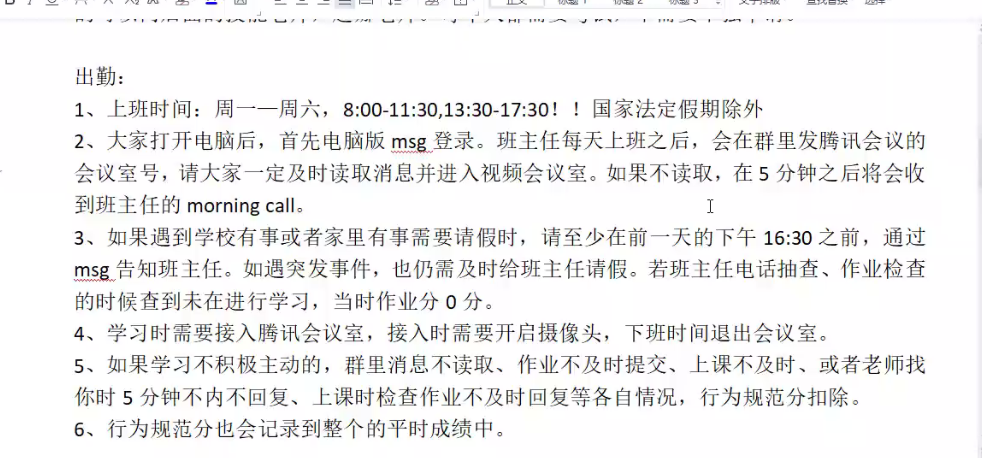 出勤：
1、上班时间：周一—周六，8:00-11:30,13:30-17:30！！国家法定假期除外
2、大家打开电脑后，首先电脑版 msg 登录。班主任每天上班之后，会在群里发腾讯会议的
会议室号，请大家一定及时读取消息并进入视频会议室。如果不读取，在 5 分钟之后将会收
到班主任的 morning call。
3、如果遇到学校有事或者家里有事需要请假时，请至少在前一天的下午 16:30 之前，通过
msg 告知班主任。如遇突发事件，也仍需及时给班主任请假。若班主任电话抽查、作业检查
的时候查到未在进行学习，当时作业分 0 分。
4、学习时需要接入腾讯会议室，接入时需要开启摄像头，下班时间退出会议室。
5、如果学习不积极主动的，群里消息不读取、作业不及时提交、上课不及时、或者老师找
你时 5 分钟不内不回复、上课时检查作业不及时回复等各自情况，行为规范分扣除。
6、行为规范分也会记录到整个的平时成绩中。